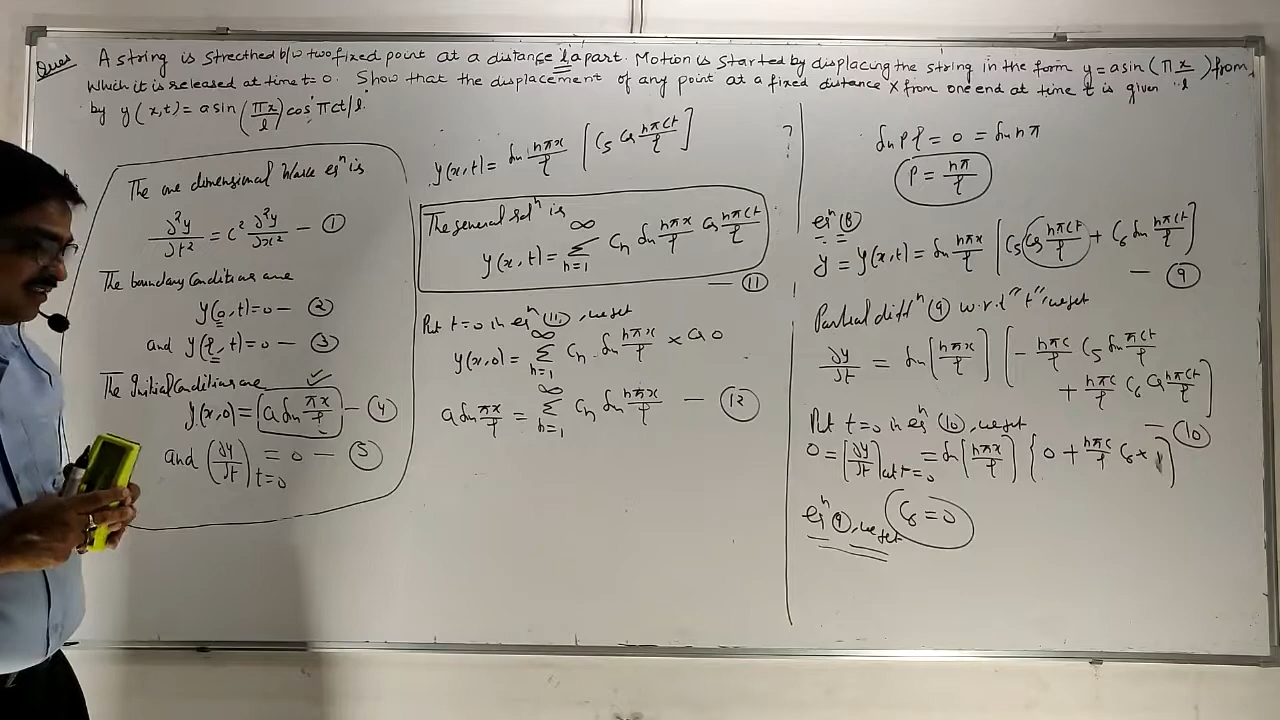 Ques A string is strecthed b/w two fixed point at a distance l apart. Motion is started by displacing the string in the form y = a sin (πx/l) from
which it is released at time t=0. Show that the displacement of any point at a fixed distance x from one end at time t is given
by y(x,t) = a sin (πx/l) cos πct/l.
The one dimensional wave eqⁿ is
∂²y/∂t² = c² ∂²y/∂x² — ①
The boundary conditions are
y(0,t)=0 — ②
and y(l,t)=0 — ③
The initial conditions are ✓
y(x,0) = a sin πx/l — ④
and (∂y/∂t)t=0 = 0 — ⑤
y(x,t) = sin nπx/l [C5 cos nπct/l]
The general solⁿ is
y(x,t) = ∞ Σ n=1 Cn sin nπx/l cos nπct/l
— ⑪
Put t=0 in eqⁿ ⑪, we get
y(x,0) = ∞ Σ n=1 Cn sin nπx/l × cos 0
a sin πx/l = ∞ Σ n=1 Cn sin nπx/l — ⑫
?
sin Pl = 0 = sin nπ
P = nπ/l
eqⁿ ⑧
y = y(x,t) = sin nπx/l [C5 cos nπct/l + C6 sin nπct/l]
— ⑨
Partial diffⁿ ⑨ w.r.t "t", we get
∂y/∂t = sin [nπx/l] [- nπc/l C5 sin nπct/l
+ nπc/l C6 cos nπct/l]
— ⑩
Put t=0 in eqⁿ ⑩, we get
0 = [∂y/∂t] at t=0 = sin [nπx/l] {0 + nπc/l C6 × 1}
C6 = 0
eqⁿ ⑨, we get